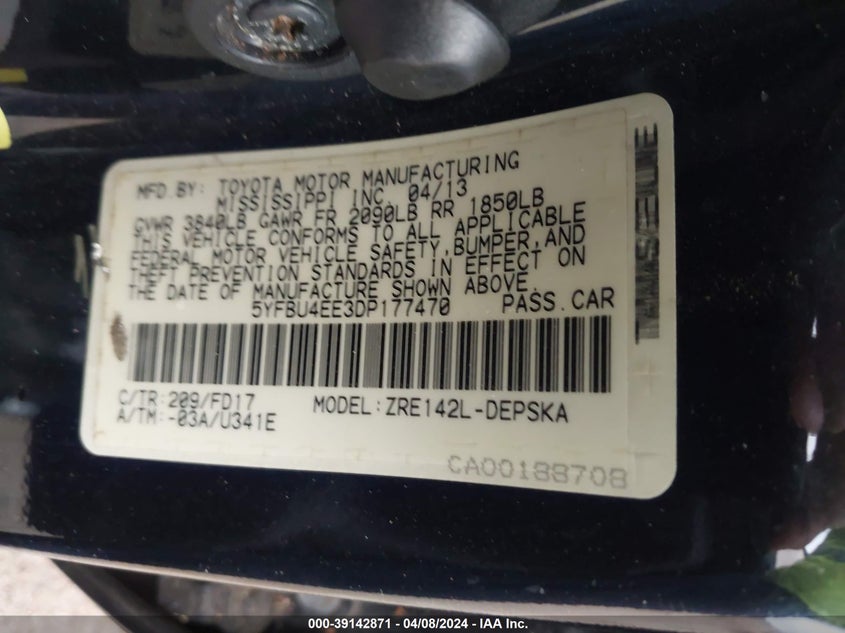 MFD. BY: TOYOTA MOTOR MANUFACTURING
MISSISSIPPI INC. 04/13
GVWR 3840LB GAWR FR 2090LB RR 1850LB
THIS VEHICLE CONFORMS TO ALL APPLICABLE
FEDERAL MOTOR VEHICLE SAFETY,BUMPER,AND
THEFT PREVENTION STANDARDS IN EFFECT ON
THE DATE OF MANUFACTURE SHOWN ABOVE.
5YFBU4EE3DP177470 PASS.CAR
C/TR:209/FD17 MODEL:ZRE142L-DEPSKA
A/TM:-03A/U341E
CA00188708
000-39142871 - 04/08/2024 - IAA Inc.